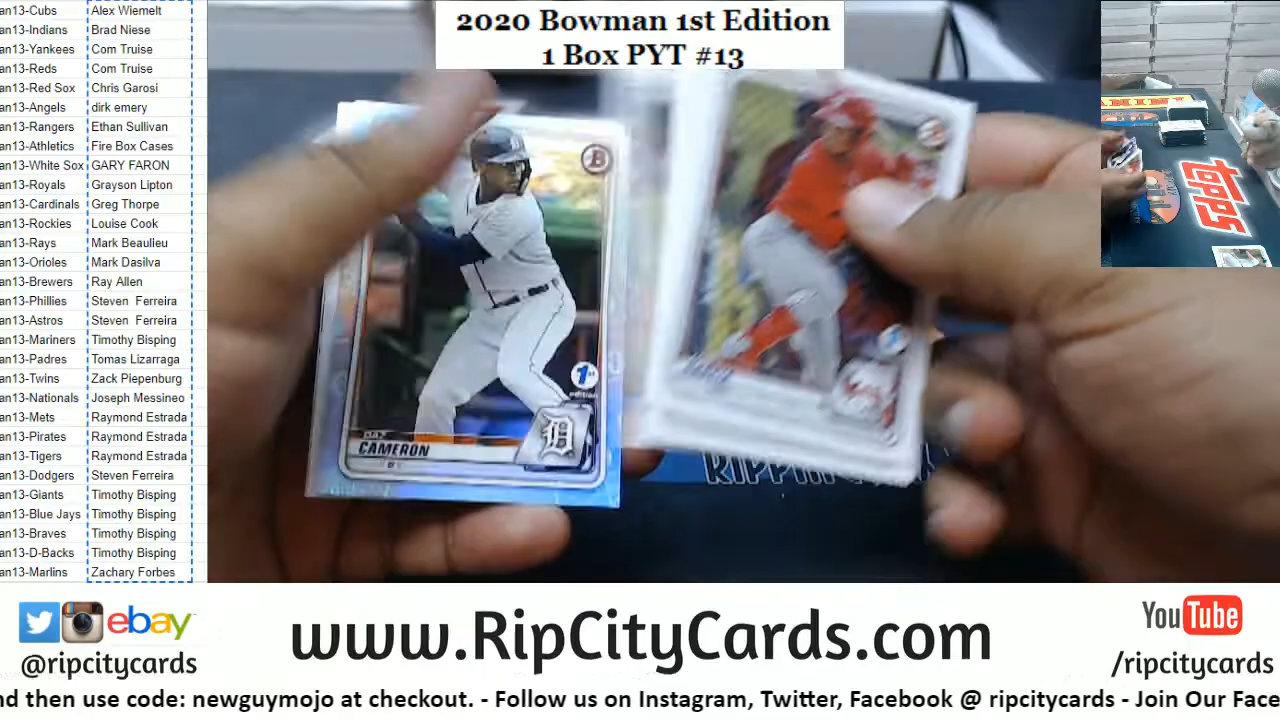 2020 Bowman 1st Edition
1 Box PYT #13
an13-Cubs Alex Wiemelt
an13-Indians Brad Niese
an13-Yankees Com Truise
an13-Reds Com Truise
an13-Red Sox Chris Garosi
an13-Angels dirk emery
an13-Rangers Ethan Sullivan
an13-Athletics Fire Box Cases
an13-White Sox GARY FARON
an13-Royals Grayson Lipton
an13-Cardinals Greg Thorpe
an13-Rockies Louise Cook
an13-Rays Mark Beaulieu
an13-Orioles Mark Dasilva
an13-Brewers Ray Allen
an13-Phillies Steven Ferreira
an13-Astros Steven Ferreira
an13-Mariners Timothy Bisping
an13-Padres Tomas Lizarraga
an13-Twins Zack Piepenburg
an13-Nationals Joseph Messineo
an13-Mets Raymond Estrada
an13-Pirates Raymond Estrada
an13-Tigers Raymond Estrada
an13-Dodgers Steven Ferreira
an13-Giants Timothy Bisping
an13-Blue Jays Timothy Bisping
an13-Braves Timothy Bisping
an13-D-Backs Timothy Bisping
an13-Marlins Zachary Forbes
B
D
1st
edition
DAZ
CAMERON
D
topps
ebay
@ripcitycards
www.RipCityCards.com
YouTube
/ripcitycards
nd then use code: newguymojo at checkout. - Follow us on Instagram, Twitter, Facebook @ ripcitycards - Join Our Face